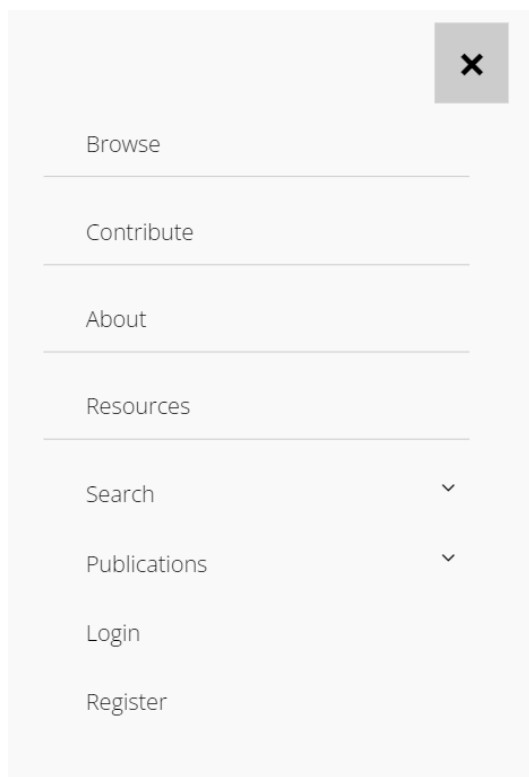 Browse
Contribute
About
Resources
Search
Publications
Login
Register